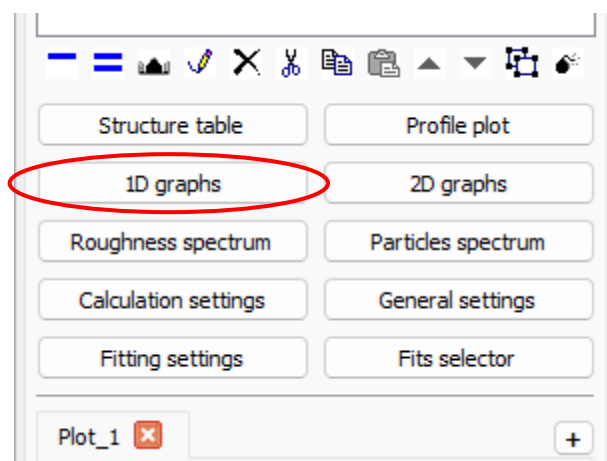 Structure table
Profile plot
1D graphs
2D graphs
Roughness spectrum
Particles spectrum
Calculation settings
General settings
Fitting settings
Fits selector
Plot_1
+